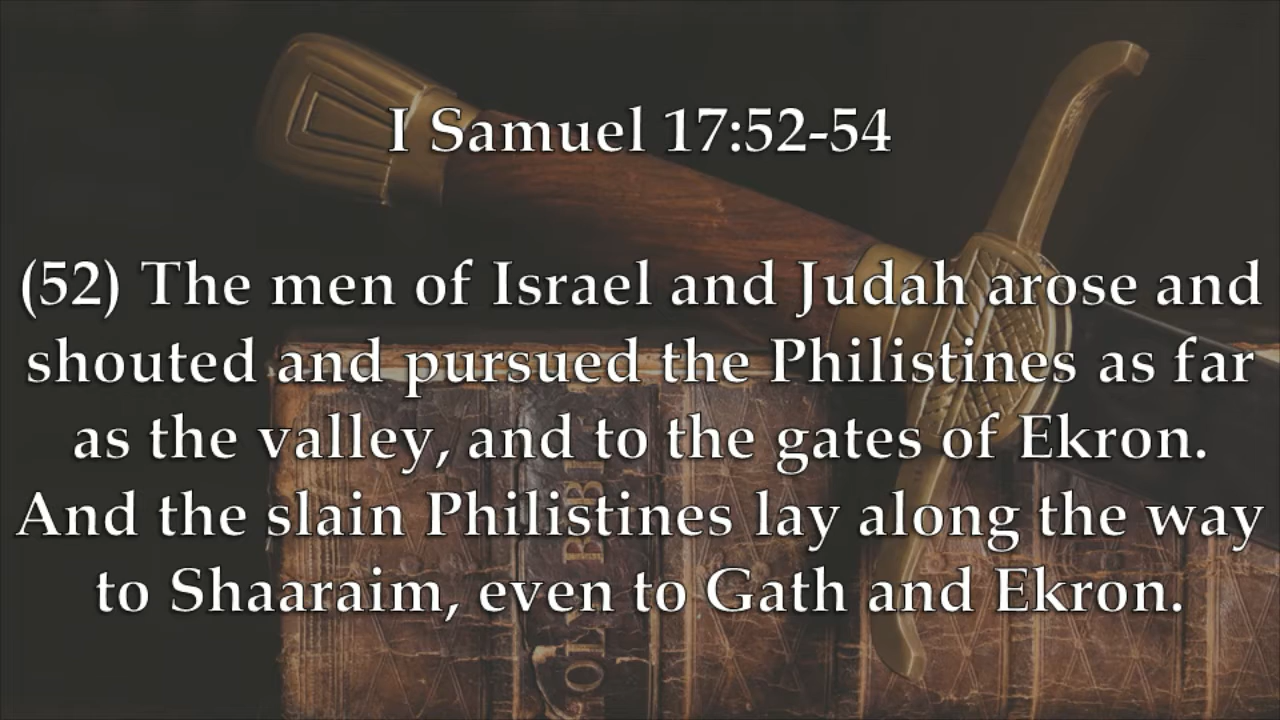 I Samuel 17:52-54
(52) The men of Israel and Judah arose and
shouted and pursued the Philistines as far
as the valley, and to the gates of Ekron.
And the slain Philistines lay along the way
to Shaaraim, even to Gath and Ekron.
HOLY BIBLE